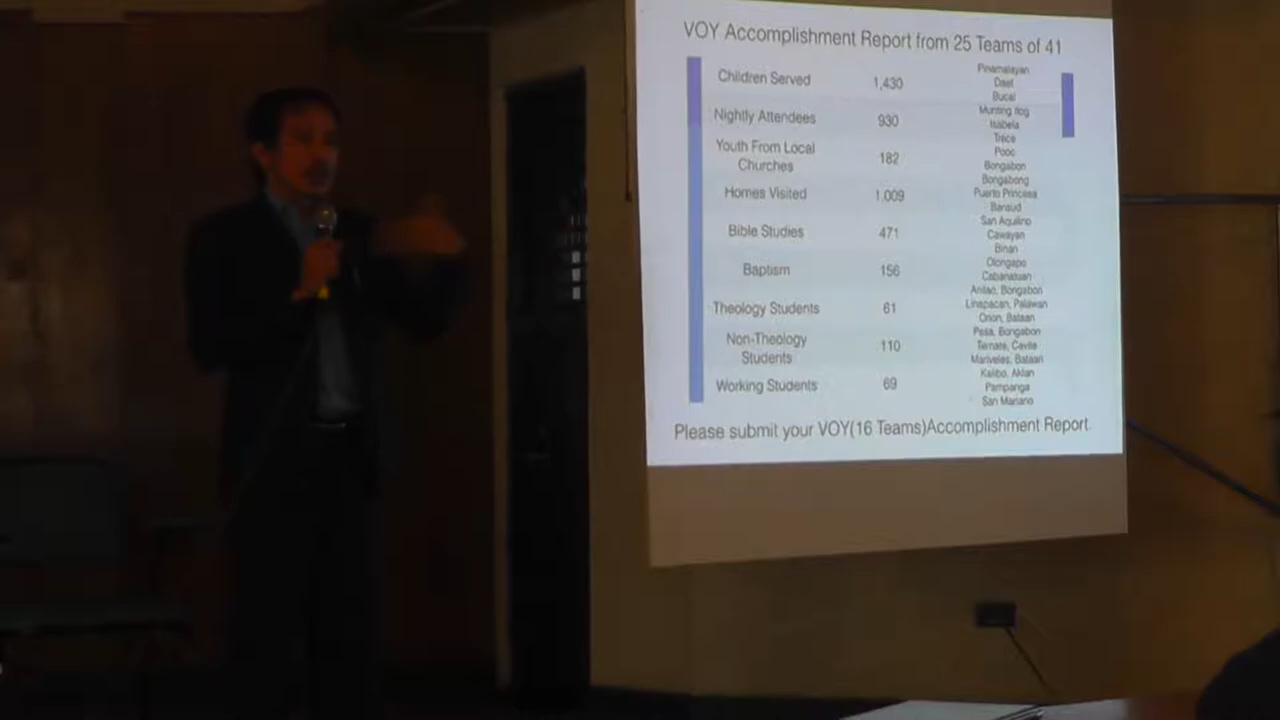 VOY Accomplishment Report from 25 Teams of 41
Children Served 1,430
Nightly Attendees 930
Youth From Local
Churches 182
Homes Visited 1,009
Bible Studies 471
Baptism 156
Theology Students 61
Non-Theology
Students 110
Working Students 69
Pinamalayan
Daet
Bucal
Munting Ilog
Isabela
Trece
Pooc
Bongabon
Bongabong
Puerto Princesa
Baraud
San Aquilino
Cawayan
Binan
Olongapo
Cabanatuan
Anilao, Bongabon
Linapacan, Palawan
Orion, Bataan
Pesa, Bongabon
Ternate, Cavite
Mariveles, Bataan
Kalibo, Aklan
Pampanga
San Mariano
Please submit your VOY(16 Teams)Accomplishment Report.